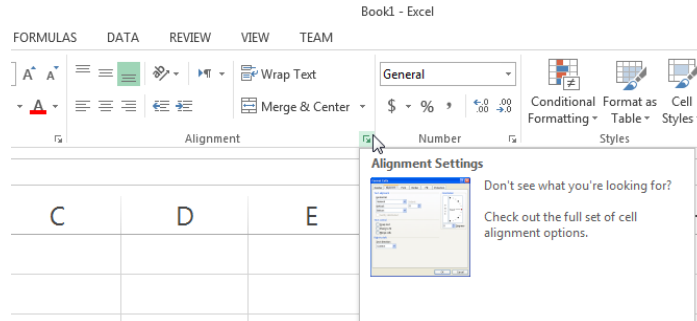 Book1 - Excel
FORMULAS DATA REVIEW VIEW TEAM
Wrap Text
General
Merge & Center
$ % ,
Conditional Formatting
Format as Table
Cell Styles
Alignment
Number
Styles
Alignment Settings
Don't see what you're looking for?
Check out the full set of cell
alignment options.
C D E